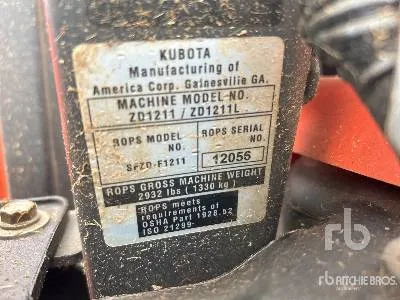 KUBOTA
Manufacturing of
America Corp. Gainesville GA.
MACHINE MODEL NO.
ZD1211 / ZD1211L
ROPS MODEL NO.
SFZD-F1211
ROPS SERIAL NO.
12055
ROPS GROSS MACHINE WEIGHT
2932 lbs (1330 kg)
ROPS meets
requirements of
OSHA Part 1928.52
ISO 21299
rb
RITCHIE BROS.